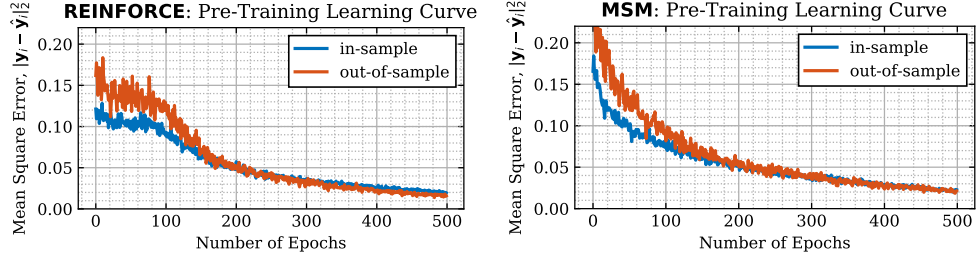 REINFORCE: Pre-Training Learning Curve
Mean Square Error, |yᵢ − ŷᵢ|²₂
0.20
0.15
0.10
0.05
0.00
0
100
200
300
400
500
Number of Epochs
in-sample
out-of-sample
MSM: Pre-Training Learning Curve
Mean Square Error, |yᵢ − ŷᵢ|²₂
0.20
0.15
0.10
0.05
0.00
0
100
200
300
400
500
Number of Epochs
in-sample
out-of-sample